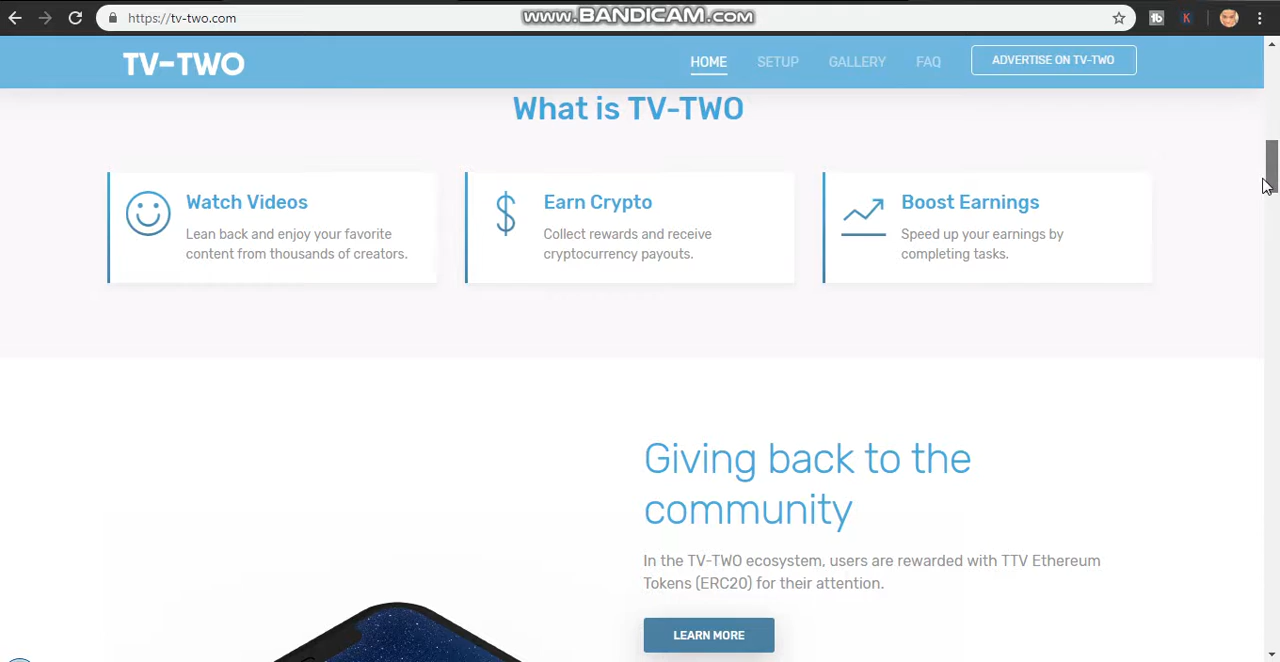 https://tv-two.com
www.BANDICAM.com
TV-TWO
HOME
SETUP
GALLERY
FAQ
ADVERTISE ON TV-TWO
What is TV-TWO
Watch Videos
Lean back and enjoy your favorite
content from thousands of creators.
Earn Crypto
Collect rewards and receive
cryptocurrency payouts.
Boost Earnings
Speed up your earnings by
completing tasks.
Giving back to the
community
In the TV-TWO ecosystem, users are rewarded with TTV Ethereum
Tokens (ERC20) for their attention.
LEARN MORE